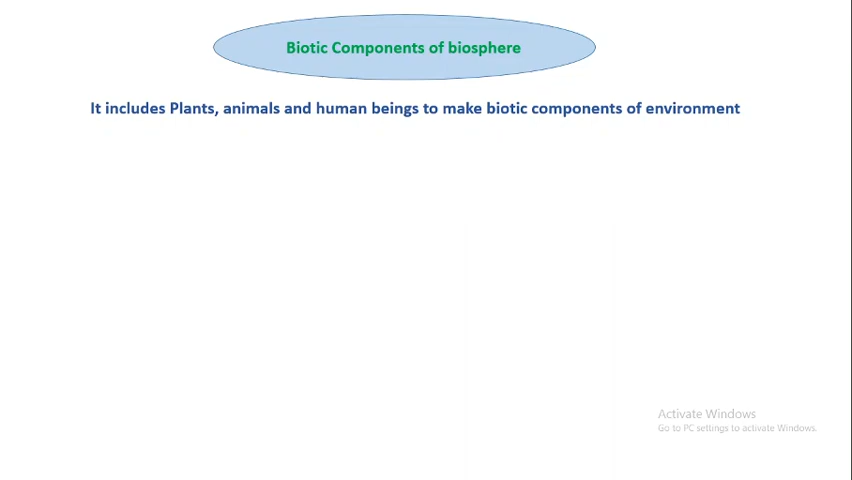 Biotic Components of biosphere
It includes Plants, animals and human beings to make biotic components of environment
Activate Windows
Go to PC settings to activate Windows.